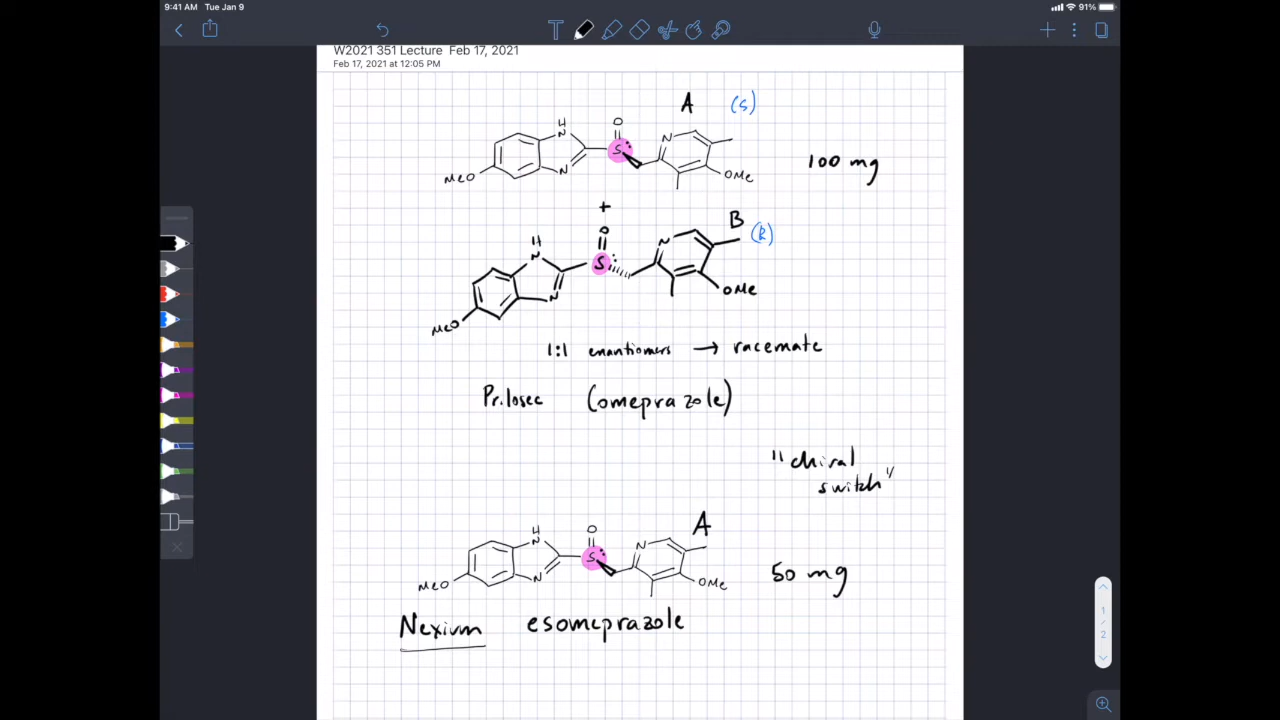 9:41 AM Tue Jan 9
91%
W2021 351 Lecture Feb 17, 2021
Feb 17, 2021 at 12:05 PM
A (S)
H
N
O
S
N
N
MeO
OMe
100 mg
+
B (R)
H
N
O
S
N
N
MeO
OMe
1:1 enantiomers → racemate
Prilosec (omeprazole)
"chiral
switch"
A
H
N
O
S
N
N
MeO
OMe
50 mg
Nexium esomeprazole
1
/
2